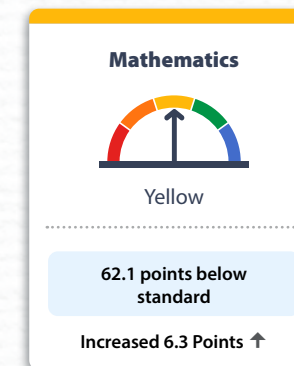 Mathematics
Yellow
62.1 points below
standard
Increased 6.3 Points